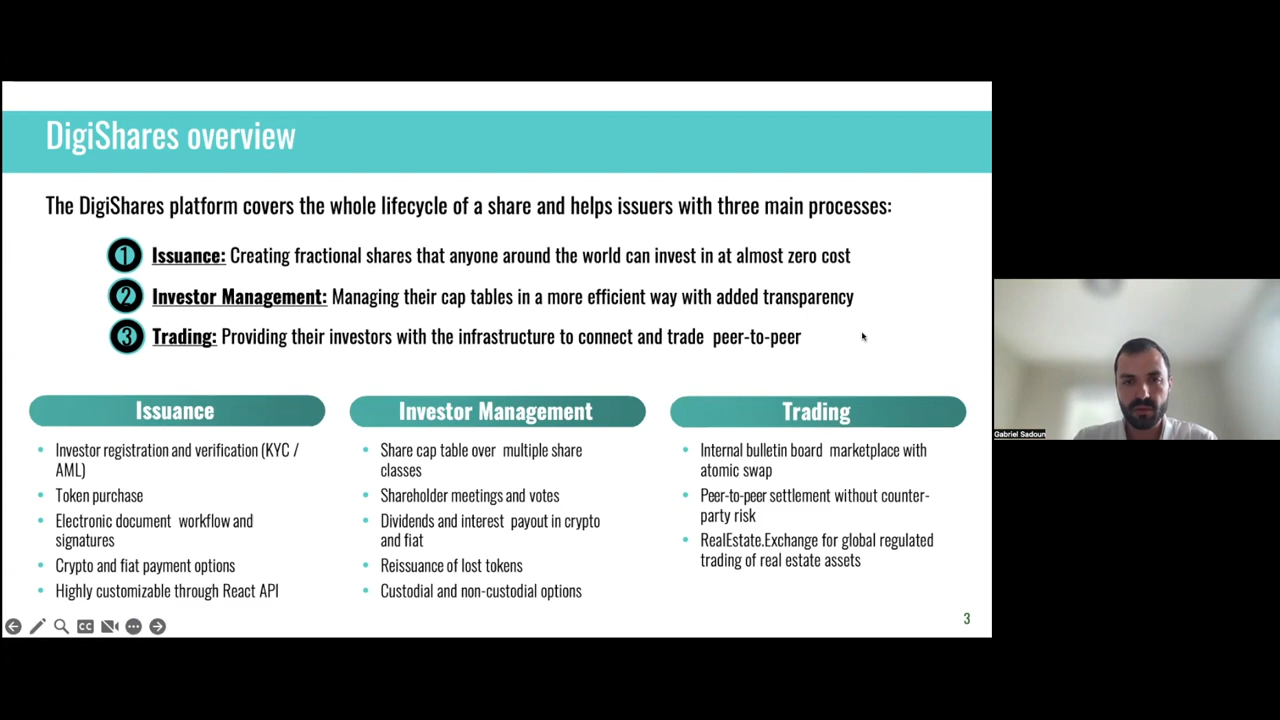 DigiShares overview
The DigiShares platform covers the whole lifecycle of a share and helps issuers with three main processes:
1 Issuance: Creating fractional shares that anyone around the world can invest in at almost zero cost
2 Investor Management: Managing their cap tables in a more efficient way with added transparency
3 Trading: Providing their investors with the infrastructure to connect and trade peer-to-peer
Issuance
• Investor registration and verification (KYC /
AML)
• Token purchase
• Electronic document workflow and
signatures
• Crypto and fiat payment options
• Highly customizable through React API
Investor Management
• Share cap table over multiple share
classes
• Shareholder meetings and votes
• Dividends and interest payout in crypto
and fiat
• Reissuance of lost tokens
• Custodial and non-custodial options
Trading
• Internal bulletin board marketplace with
atomic swap
• Peer-to-peer settlement without counter-
party risk
• RealEstate.Exchange for global regulated
trading of real estate assets
CC
3
Gabriel Sadoun